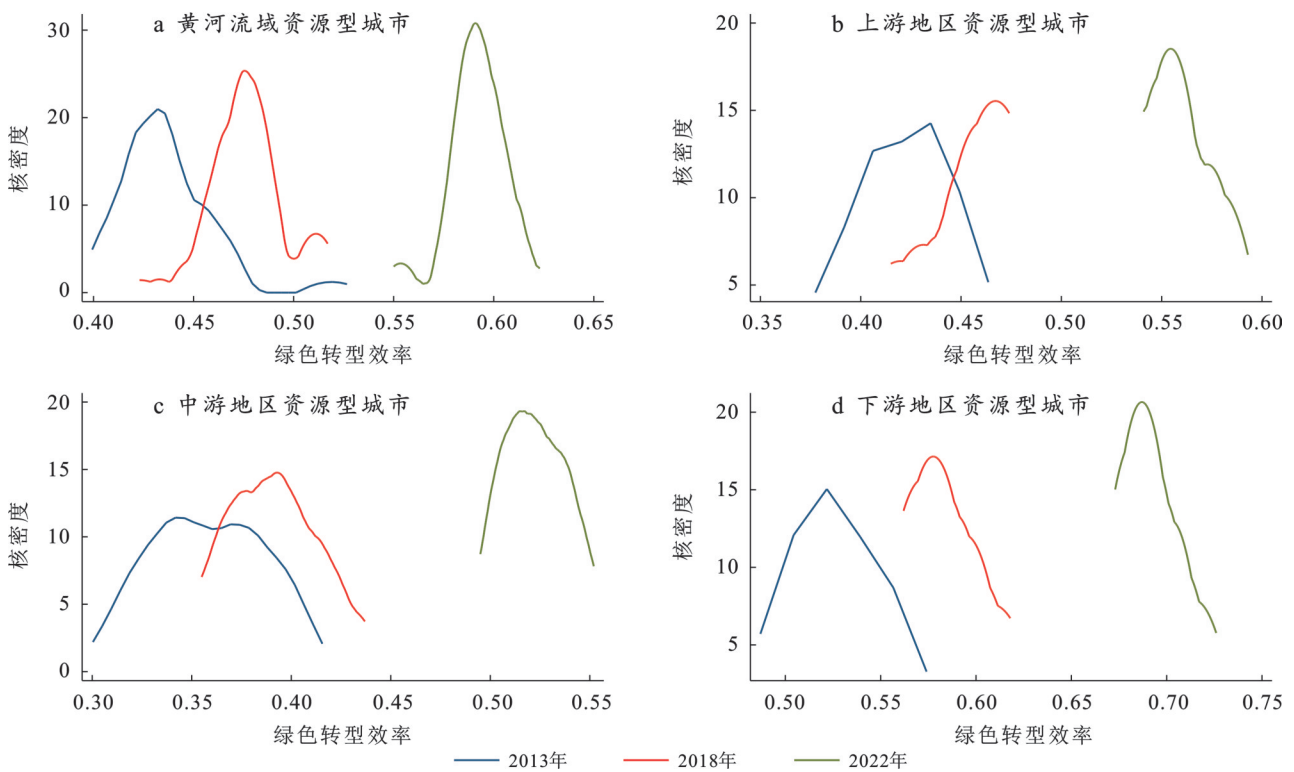 a 黄河流域资源型城市
30
20
10
0
核密度
0.40 0.45 0.50 0.55 0.60 0.65
绿色转型效率
b 上游地区资源型城市
20
15
10
5
核密度
0.35 0.40 0.45 0.50 0.55 0.60
绿色转型效率
c 中游地区资源型城市
20
15
10
5
0
核密度
0.30 0.35 0.40 0.45 0.50 0.55
绿色转型效率
d 下游地区资源型城市
20
15
10
5
核密度
0.50 0.55 0.60 0.65 0.70 0.75
绿色转型效率
2013年 2018年 2022年